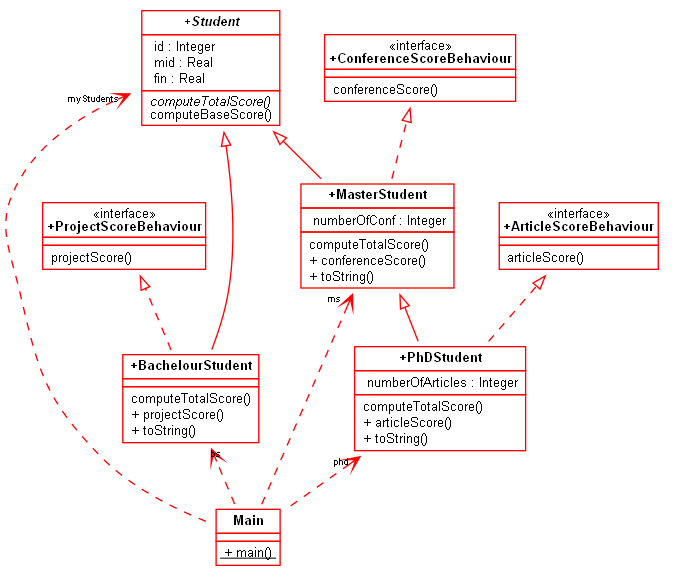 +Student
id : Integer
mid : Real
fin : Real
computeTotalScore()
computeBaseScore()
«interface»
+ConferenceScoreBehaviour
conferenceScore()
myStudents
+MasterStudent
numberOfConf : Integer
computeTotalScore()
+ conferenceScore()
+ toString()
«interface»
+ProjectScoreBehaviour
projectScore()
«interface»
+ArticleScoreBehaviour
articleScore()
ms
+BachelourStudent
computeTotalScore()
+ projectScore()
+ toString()
+PhDStudent
numberOfArticles : Integer
computeTotalScore()
+ articleScore()
+ toString()
bs
phd
Main
+ main()